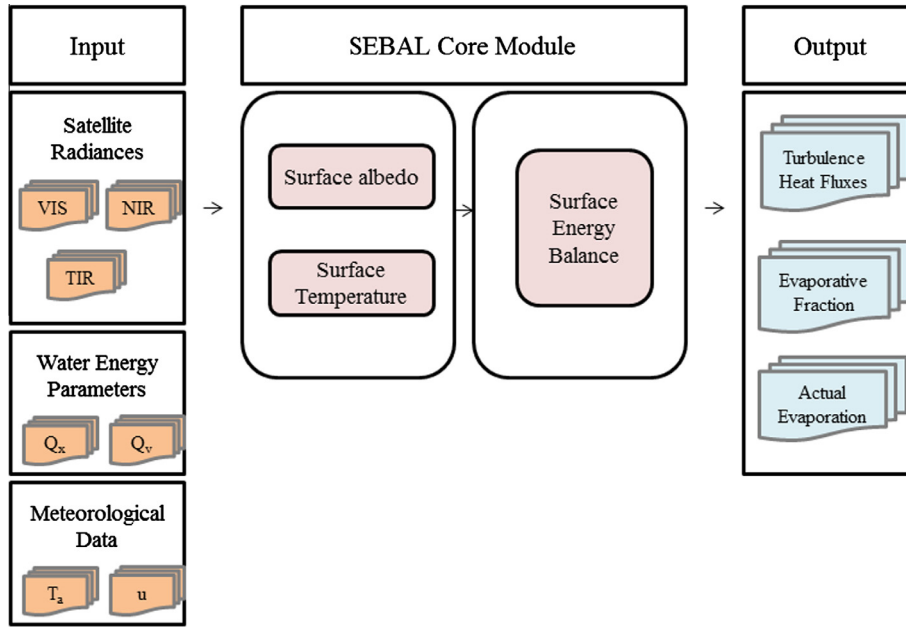 Input
SEBAL Core Module
Output
Satellite
Radiances
VIS
NIR
TIR
Water Energy
Parameters
Qx
Qv
Meteorological
Data
Ta
u
Surface albedo
Surface
Temperature
Surface
Energy
Balance
Turbulence
Heat Fluxes
Evaporative
Fraction
Actual
Evaporation